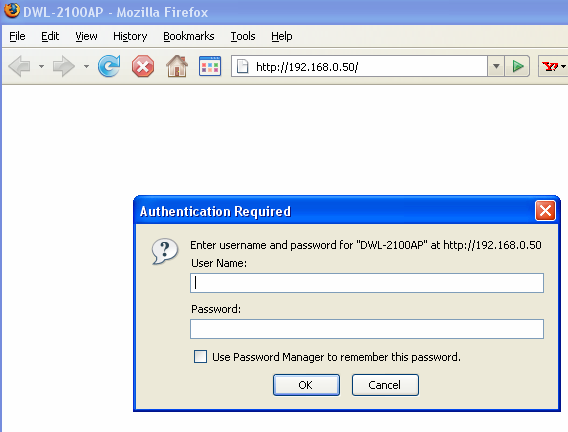 DWL-2100AP - Mozilla Firefox
File Edit View History Bookmarks Tools Help
http://192.168.0.50/
Authentication Required
Enter username and password for "DWL-2100AP" at http://192.168.0.50
User Name:
Password:
Use Password Manager to remember this password.
OK Cancel